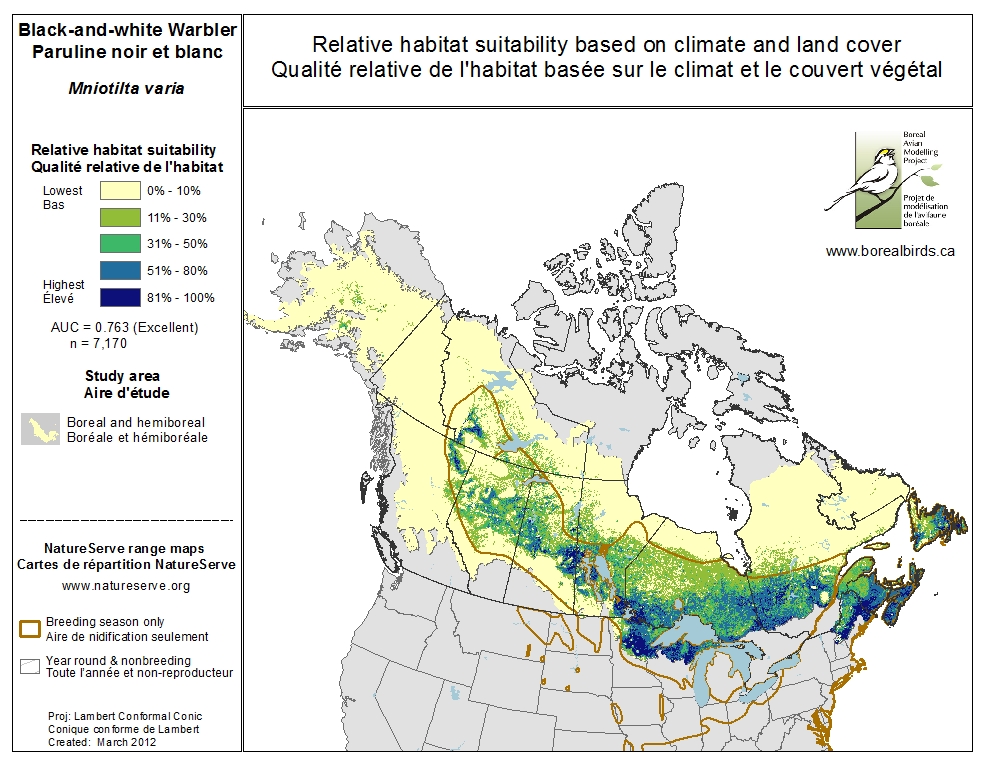 Black-and-white Warbler
Paruline noir et blanc
Mniotilta varia
Relative habitat suitability based on climate and land cover
Qualité relative de l'habitat basée sur le climat et le couvert végétal
Relative habitat suitability
Qualité relative de l'habitat
Lowest
Bas
0% - 10%
11% - 30%
31% - 50%
51% - 80%
Highest
Élevé
81% - 100%
AUC = 0.763 (Excellent)
n = 7,170
Study area
Aire d'étude
Boreal and hemiboreal
Boréale et hémiboréale
NatureServe range maps
Cartes de répartition NatureServe
www.natureserve.org
Breeding season only
Aire de nidification seulement
Year round & nonbreeding
Toute l'année et non-reproducteur
Proj: Lambert Conformal Conic
Conique conforme de Lambert
Created: March 2012
Boreal
Avian
Modelling
Project
Projet de
modélisation
de l'avifaune
boréale
www.borealbirds.ca